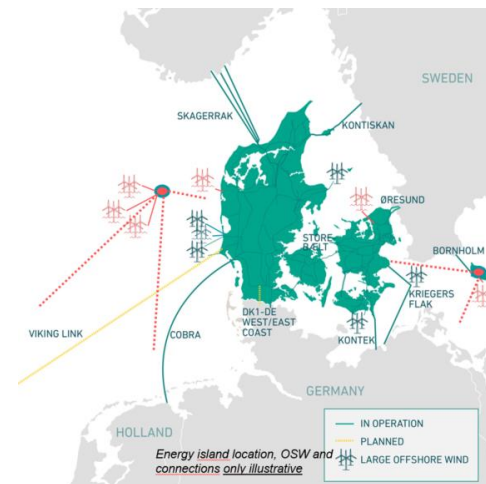 SWEDEN
SKAGERRAK
KONTISKAN
ØRESUND
STORE
BÆLT
BORNHOLM
KRIEGERS
FLAK
DK1-DE
WEST/EAST
COAST
VIKING LINK
COBRA
KONTEK
GERMANY
HOLLAND
IN OPERATION
PLANNED
LARGE OFFSHORE WIND
Energy island location, OSW and
connections only illustrative